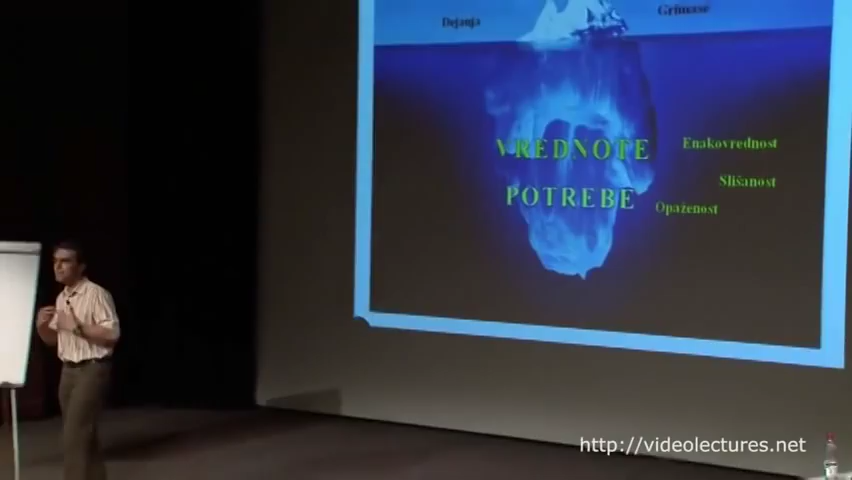 Dejanja
Grimase
VREDNOTE
Enakovrednost
POTREBE
Slišanost
Opaženost
http://videolectures.net